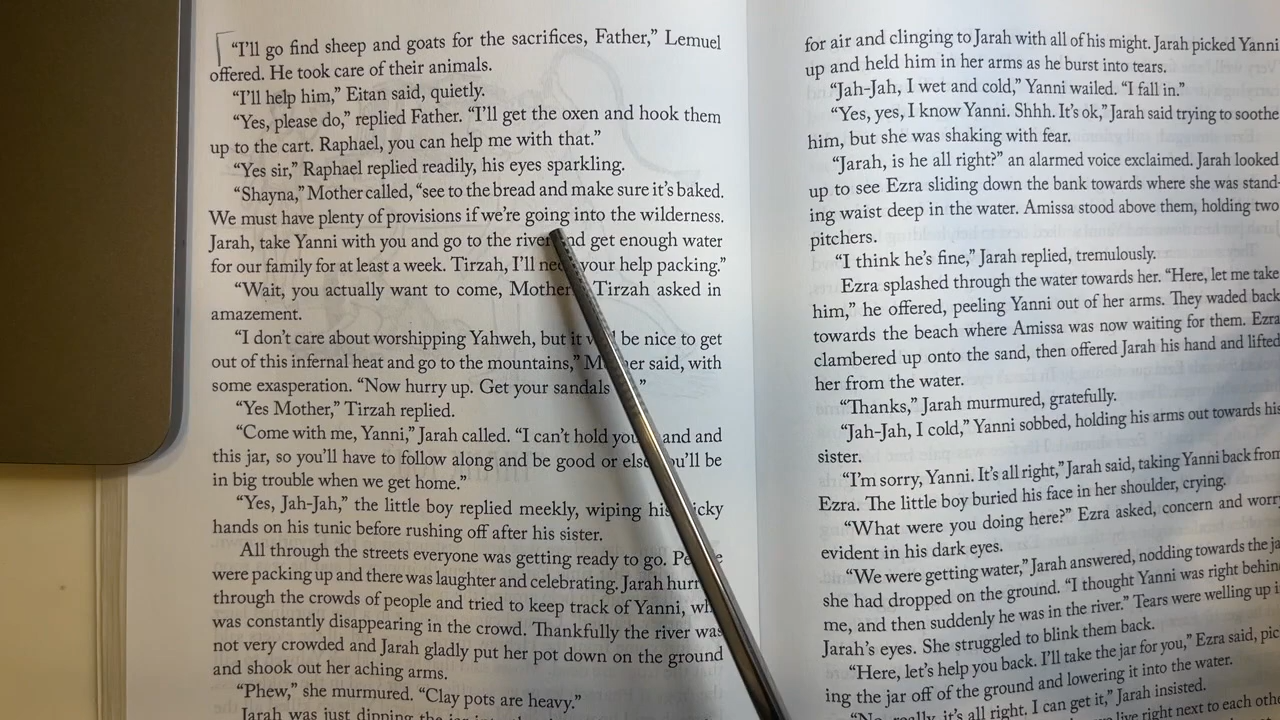 “I’ll go find sheep and goats for the sacrifices, Father,” Lemuel
offered. He took care of their animals.
“I’ll help him,” Eitan said, quietly.
“Yes, please do,” replied Father. “I’ll get the oxen and hook them
up to the cart. Raphael, you can help me with that.”
“Yes sir,” Raphael replied readily, his eyes sparkling.
“Shayna,” Mother called, “see to the bread and make sure it’s baked.
We must have plenty of provisions if we’re going into the wilderness.
Jarah, take Yanni with you and go to the river and get enough water
for our family for at least a week. Tirzah, I’ll need your help packing.”
“Wait, you actually want to come, Mother Tirzah asked in
amazement.
“I don’t care about worshipping Yahweh, but it will be nice to get
out of this infernal heat and go to the mountains,” Mother said, with
some exasperation. “Now hurry up. Get your sandals ”
“Yes Mother,” Tirzah replied.
“Come with me, Yanni,” Jarah called. “I can’t hold your hand and
this jar, so you’ll have to follow along and be good or else you’ll be
in big trouble when we get home.”
“Yes, Jah-Jah,” the little boy replied meekly, wiping his icky
hands on his tunic before rushing off after his sister.
All through the streets everyone was getting ready to go. People
were packing up and there was laughter and celebrating. Jarah hurried
through the crowds of people and tried to keep track of Yanni, who
was constantly disappearing in the crowd. Thankfully the river was
not very crowded and Jarah gladly put her pot down on the ground
and shook out her aching arms.
“Phew,” she murmured. “Clay pots are heavy.”
Jarah was just dipping the jar into the
for air and clinging to Jarah with all of his might. Jarah picked Yanni
up and held him in her arms as he burst into tears.
“Jah-Jah, I wet and cold,” Yanni wailed. “I fall in.”
“Yes, yes, I know Yanni. Shhh. It’s ok,” Jarah said trying to soothe
him, but she was shaking with fear.
“Jarah, is he all right?” an alarmed voice exclaimed. Jarah looked
up to see Ezra sliding down the bank towards where she was stand-
ing waist deep in the water. Amissa stood above them, holding two
pitchers.
“I think he’s fine,” Jarah replied, tremulously.
Ezra splashed through the water towards her. “Here, let me take
him,” he offered, peeling Yanni out of her arms. They waded back
towards the beach where Amissa was now waiting for them. Ezra
clambered up onto the sand, then offered Jarah his hand and lifted
her from the water.
“Thanks,” Jarah murmured, gratefully.
“Jah-Jah, I cold,” Yanni sobbed, holding his arms out towards his
sister.
“I’m sorry, Yanni. It’s all right,” Jarah said, taking Yanni back from
Ezra. The little boy buried his face in her shoulder, crying.
“What were you doing here?” Ezra asked, concern and worry
evident in his dark eyes.
“We were getting water,” Jarah answered, nodding towards the jar
she had dropped on the ground. “I thought Yanni was right behind
me, and then suddenly he was in the river.” Tears were welling up in
Jarah’s eyes. She struggled to blink them back.
“Here, let’s help you back. I’ll take the jar for you,” Ezra said, pick
ing the jar off of the ground and lowering it into the water.
“No, really, it’s all right. I can get it,” Jarah insisted.
live right next to each other